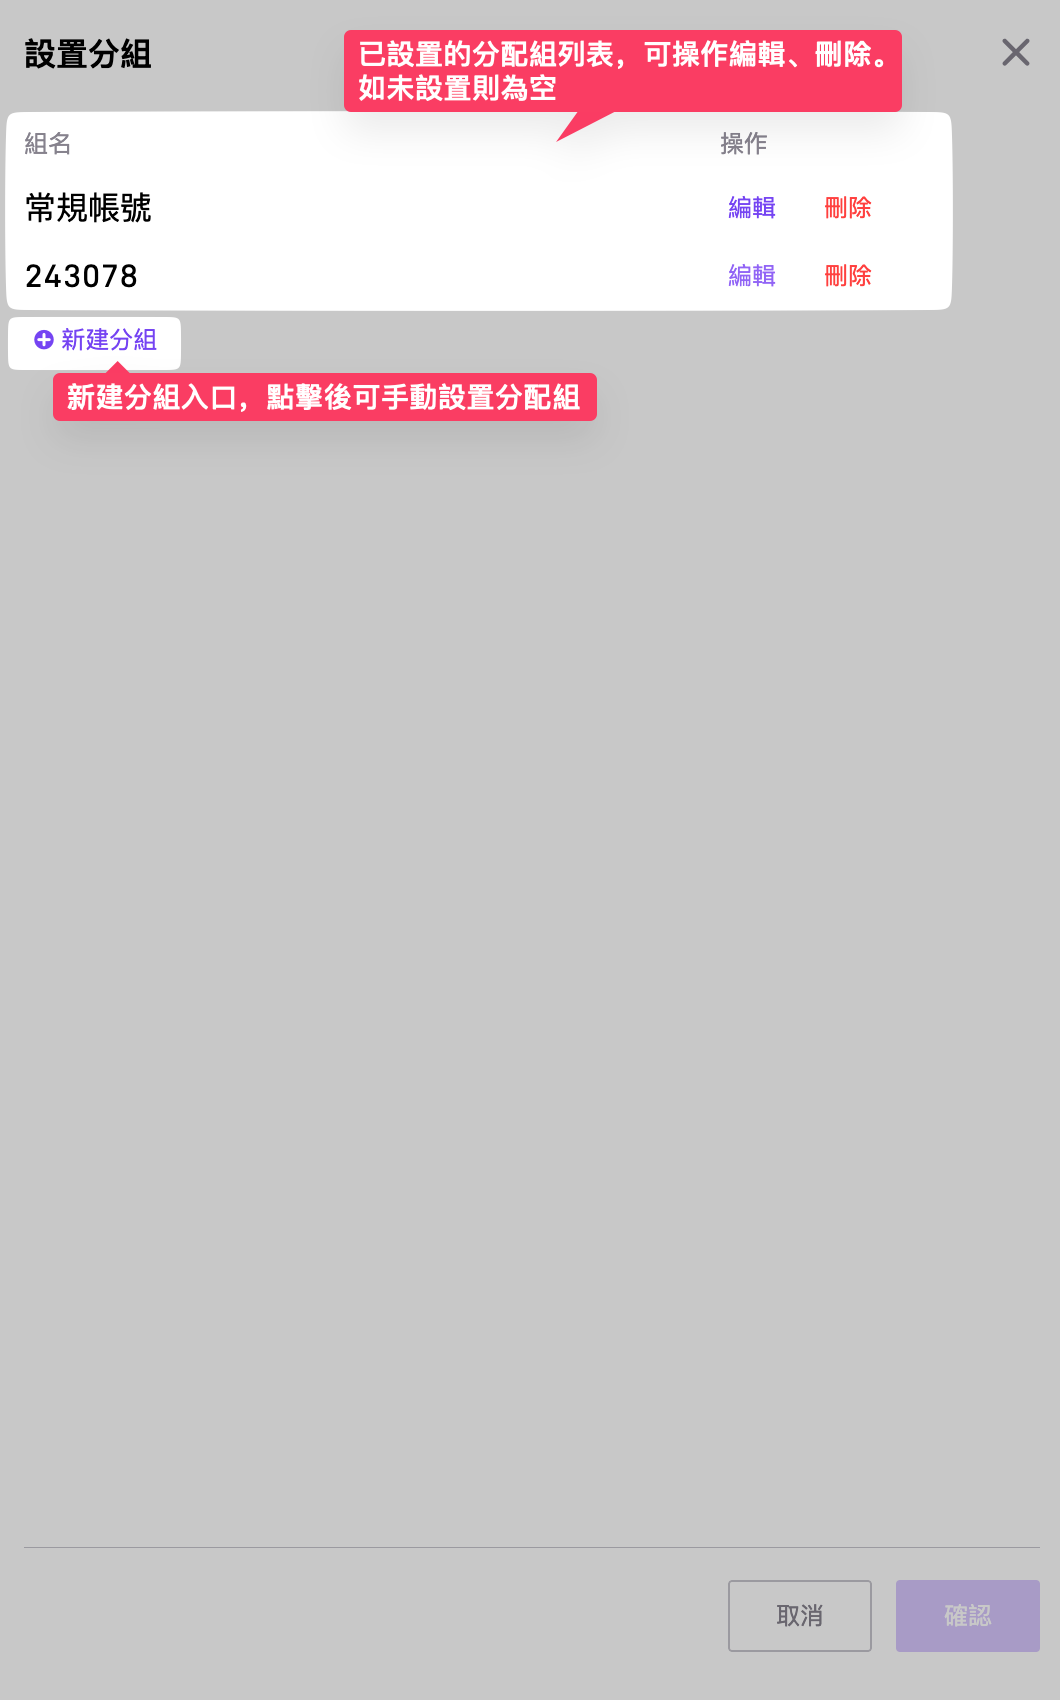 設置分組
已設置的分配組列表，可操作編輯、刪除。
如未設置則為空
組名 操作
常規帳號 編輯 刪除
243078 編輯 刪除
新建分組
新建分組入口，點擊後可手動設置分配組
取消 確認